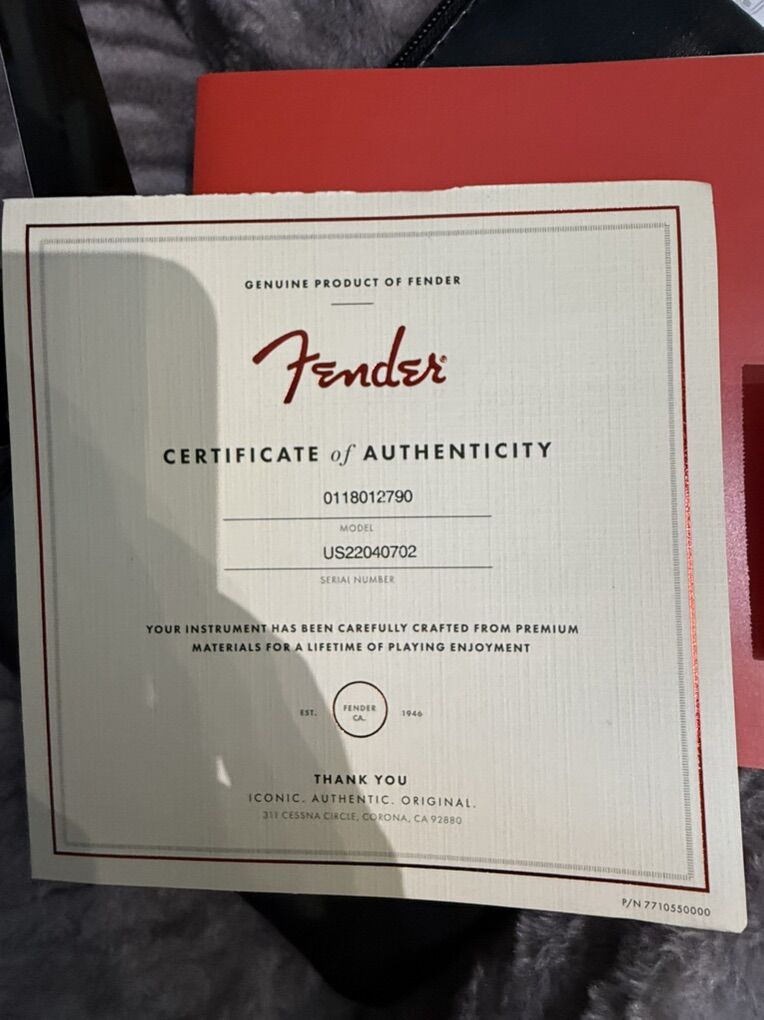 GENUINE PRODUCT OF FENDER
Fender®
CERTIFICATE of AUTHENTICITY
0118012790
MODEL
US22040702
SERIAL NUMBER
YOUR INSTRUMENT HAS BEEN CAREFULLY CRAFTED FROM PREMIUM
MATERIALS FOR A LIFETIME OF PLAYING ENJOYMENT
EST. FENDER CA. 1946
THANK YOU
ICONIC. AUTHENTIC. ORIGINAL.
311 CESSNA CIRCLE, CORONA, CA 92880
P/N 7710550000